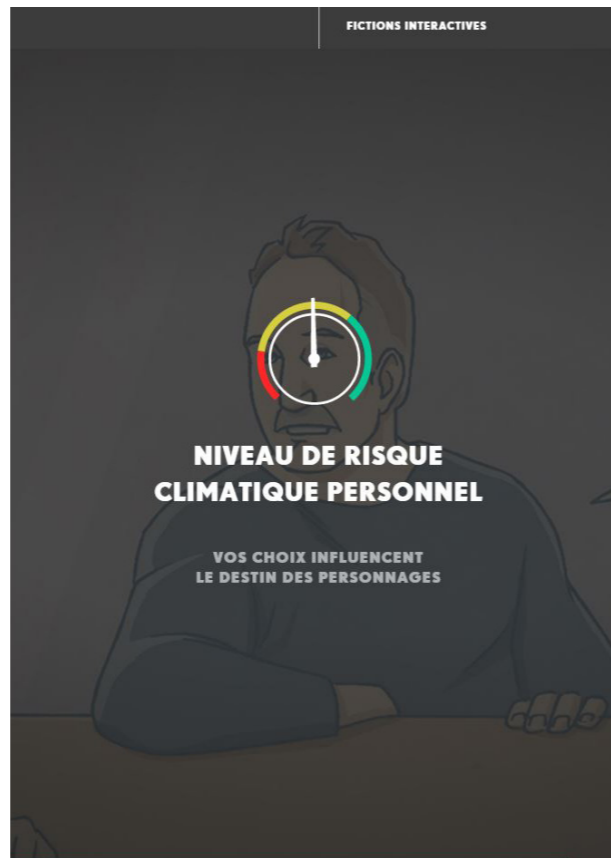 FICTIONS INTERACTIVES
NIVEAU DE RISQUE
CLIMATIQUE PERSONNEL
VOS CHOIX INFLUENCENT
LE DESTIN DES PERSONNAGES